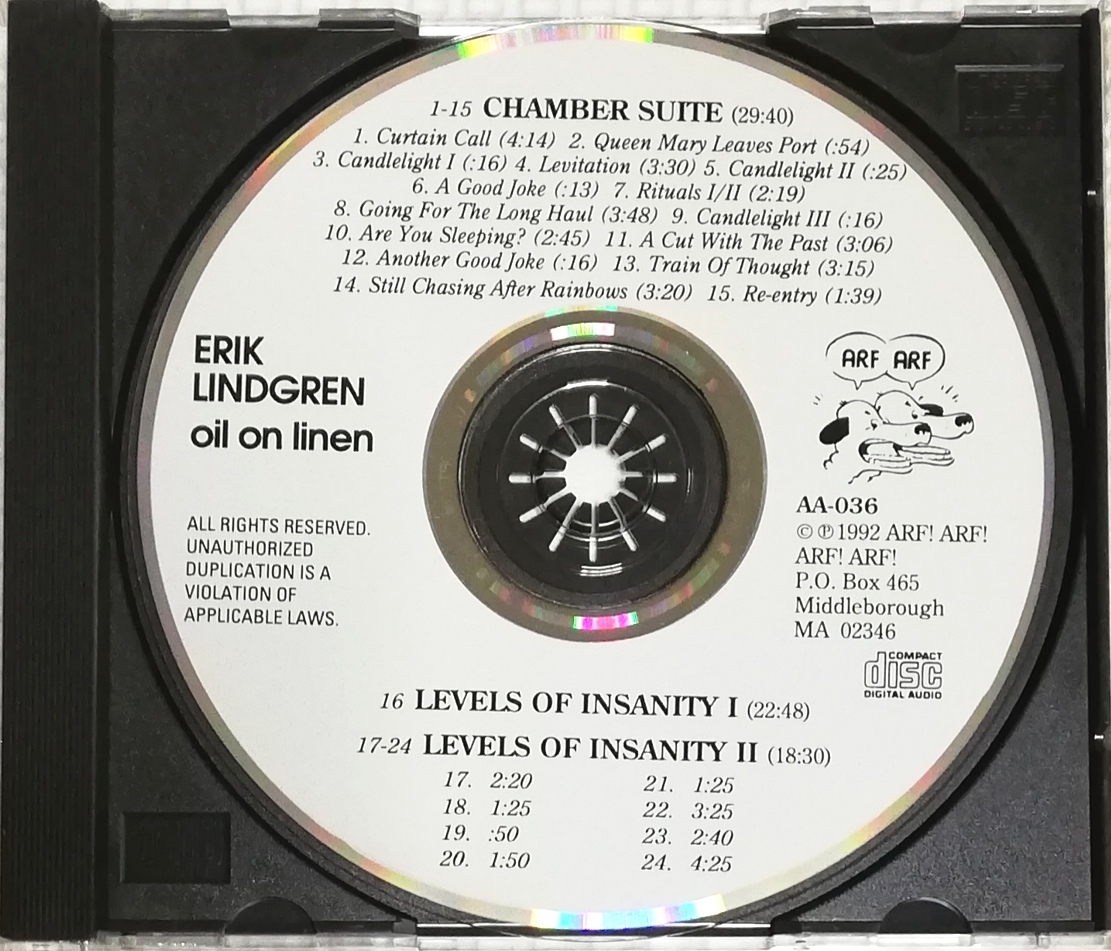 1-15 CHAMBER SUITE (29:40)
1. Curtain Call (4:14) 2. Queen Mary Leaves Port (:54)
3. Candlelight I (:16) 4. Levitation (3:30) 5. Candlelight II (:25)
6. A Good Joke (:13) 7. Rituals I/II (2:19)
8. Going For The Long Haul (3:48) 9. Candlelight III (:16)
10. Are You Sleeping? (2:45) 11. A Cut With The Past (3:06)
12. Another Good Joke (:16) 13. Train Of Thought (3:15)
14. Still Chasing After Rainbows (3:20) 15. Re-entry (1:39)
ERIK
LINDGREN
oil on linen
ALL RIGHTS RESERVED.
UNAUTHORIZED
DUPLICATION IS A
VIOLATION OF
APPLICABLE LAWS.
ARF ARF
AA-036
© ℗ 1992 ARF! ARF!
ARF! ARF!
P.O. Box 465
Middleborough
MA 02346
COMPACT
disc
DIGITAL AUDIO
16 LEVELS OF INSANITY I (22:48)
17-24 LEVELS OF INSANITY II (18:30)
17. 2:20 21. 1:25
18. 1:25 22. 3:25
19. :50 23. 2:40
20. 1:50 24. 4:25